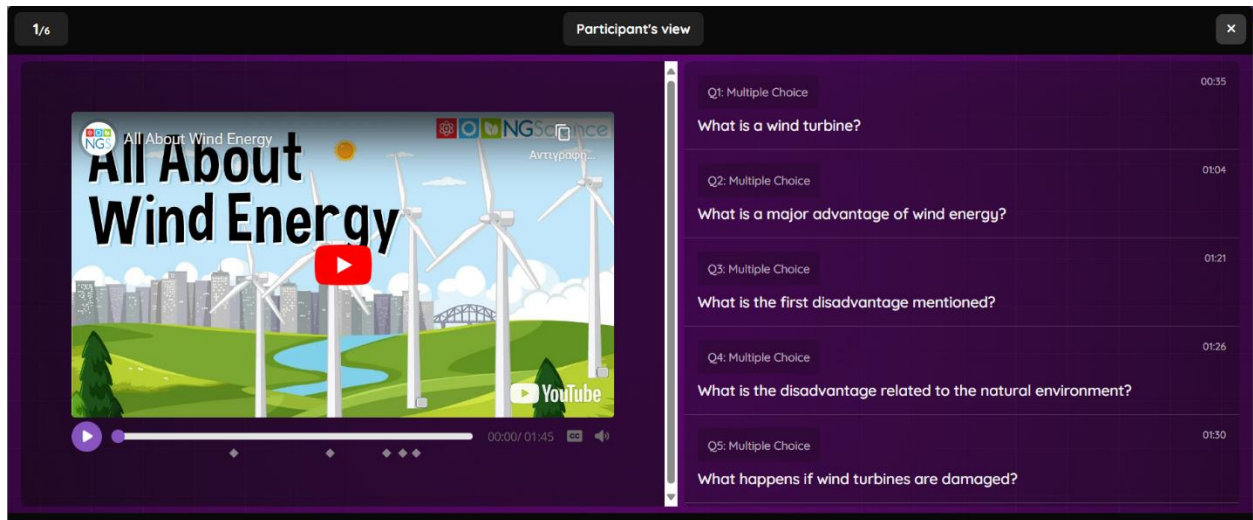 1/6
Participant's view
×
NGS
All About Wind Energy
NGScience
Αντιγραφή...
All About
Wind Energy
YouTube
00:00/01:45
CC
Q1: Multiple Choice
00:35
What is a wind turbine?
Q2: Multiple Choice
01:04
What is a major advantage of wind energy?
Q3: Multiple Choice
01:21
What is the first disadvantage mentioned?
Q4: Multiple Choice
01:26
What is the disadvantage related to the natural environment?
Q5: Multiple Choice
01:30
What happens if wind turbines are damaged?